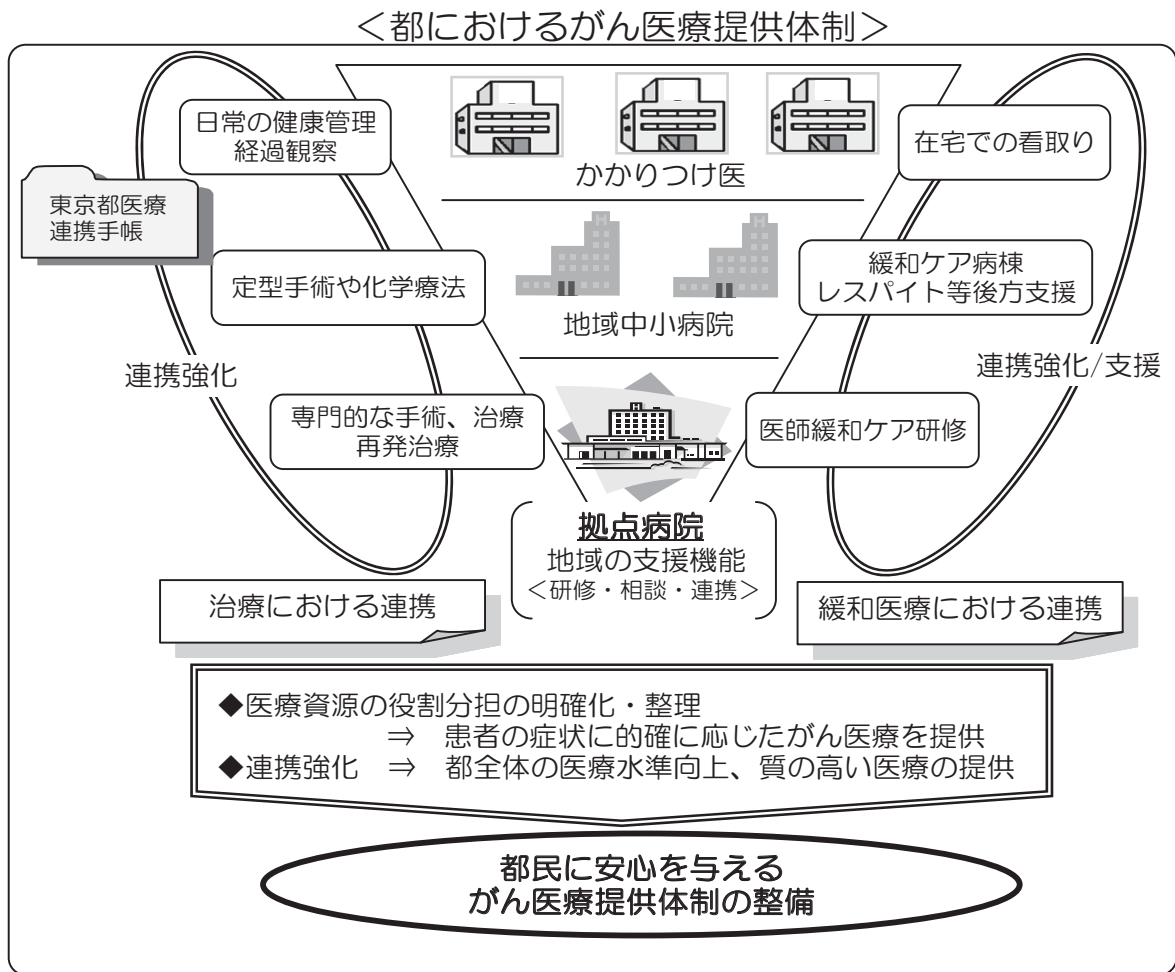 ＜都におけるがん医療提供体制＞
日常の健康管理
経過観察
かかりつけ医
在宅での看取り
東京都医療
連携手帳
定型手術や化学療法
地域中小病院
緩和ケア病棟
レスパイト等後方支援
連携強化
連携強化/支援
専門的な手術、治療
再発治療
医師緩和ケア研修
拠点病院
地域の支援機能
＜研修・相談・連携＞
治療における連携
緩和医療における連携
◆医療資源の役割分担の明確化・整理
⇒ 患者の症状に的確に応じたがん医療を提供
◆連携強化 ⇒ 都全体の医療水準向上、質の高い医療の提供
都民に安心を与える
がん医療提供体制の整備